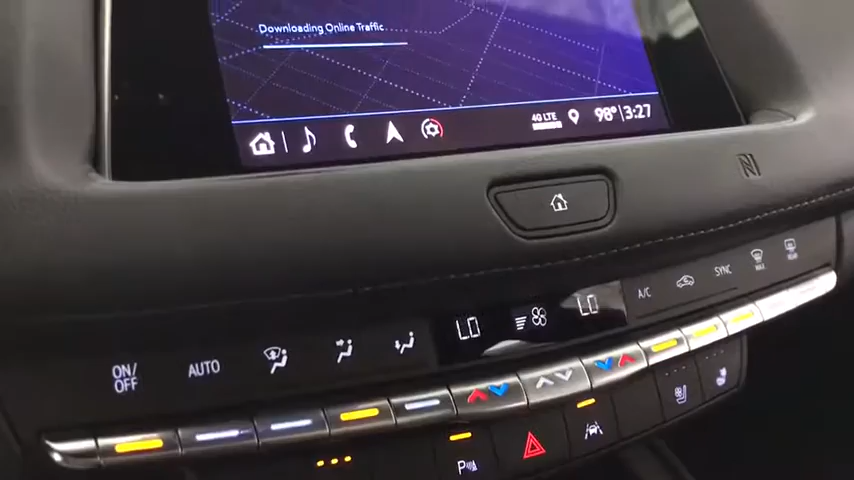 Downloading Online Traffic
4G LTE 98° 3:27
A/C SYNC MAX REAR
LO LO
ON/
OFF AUTO
P